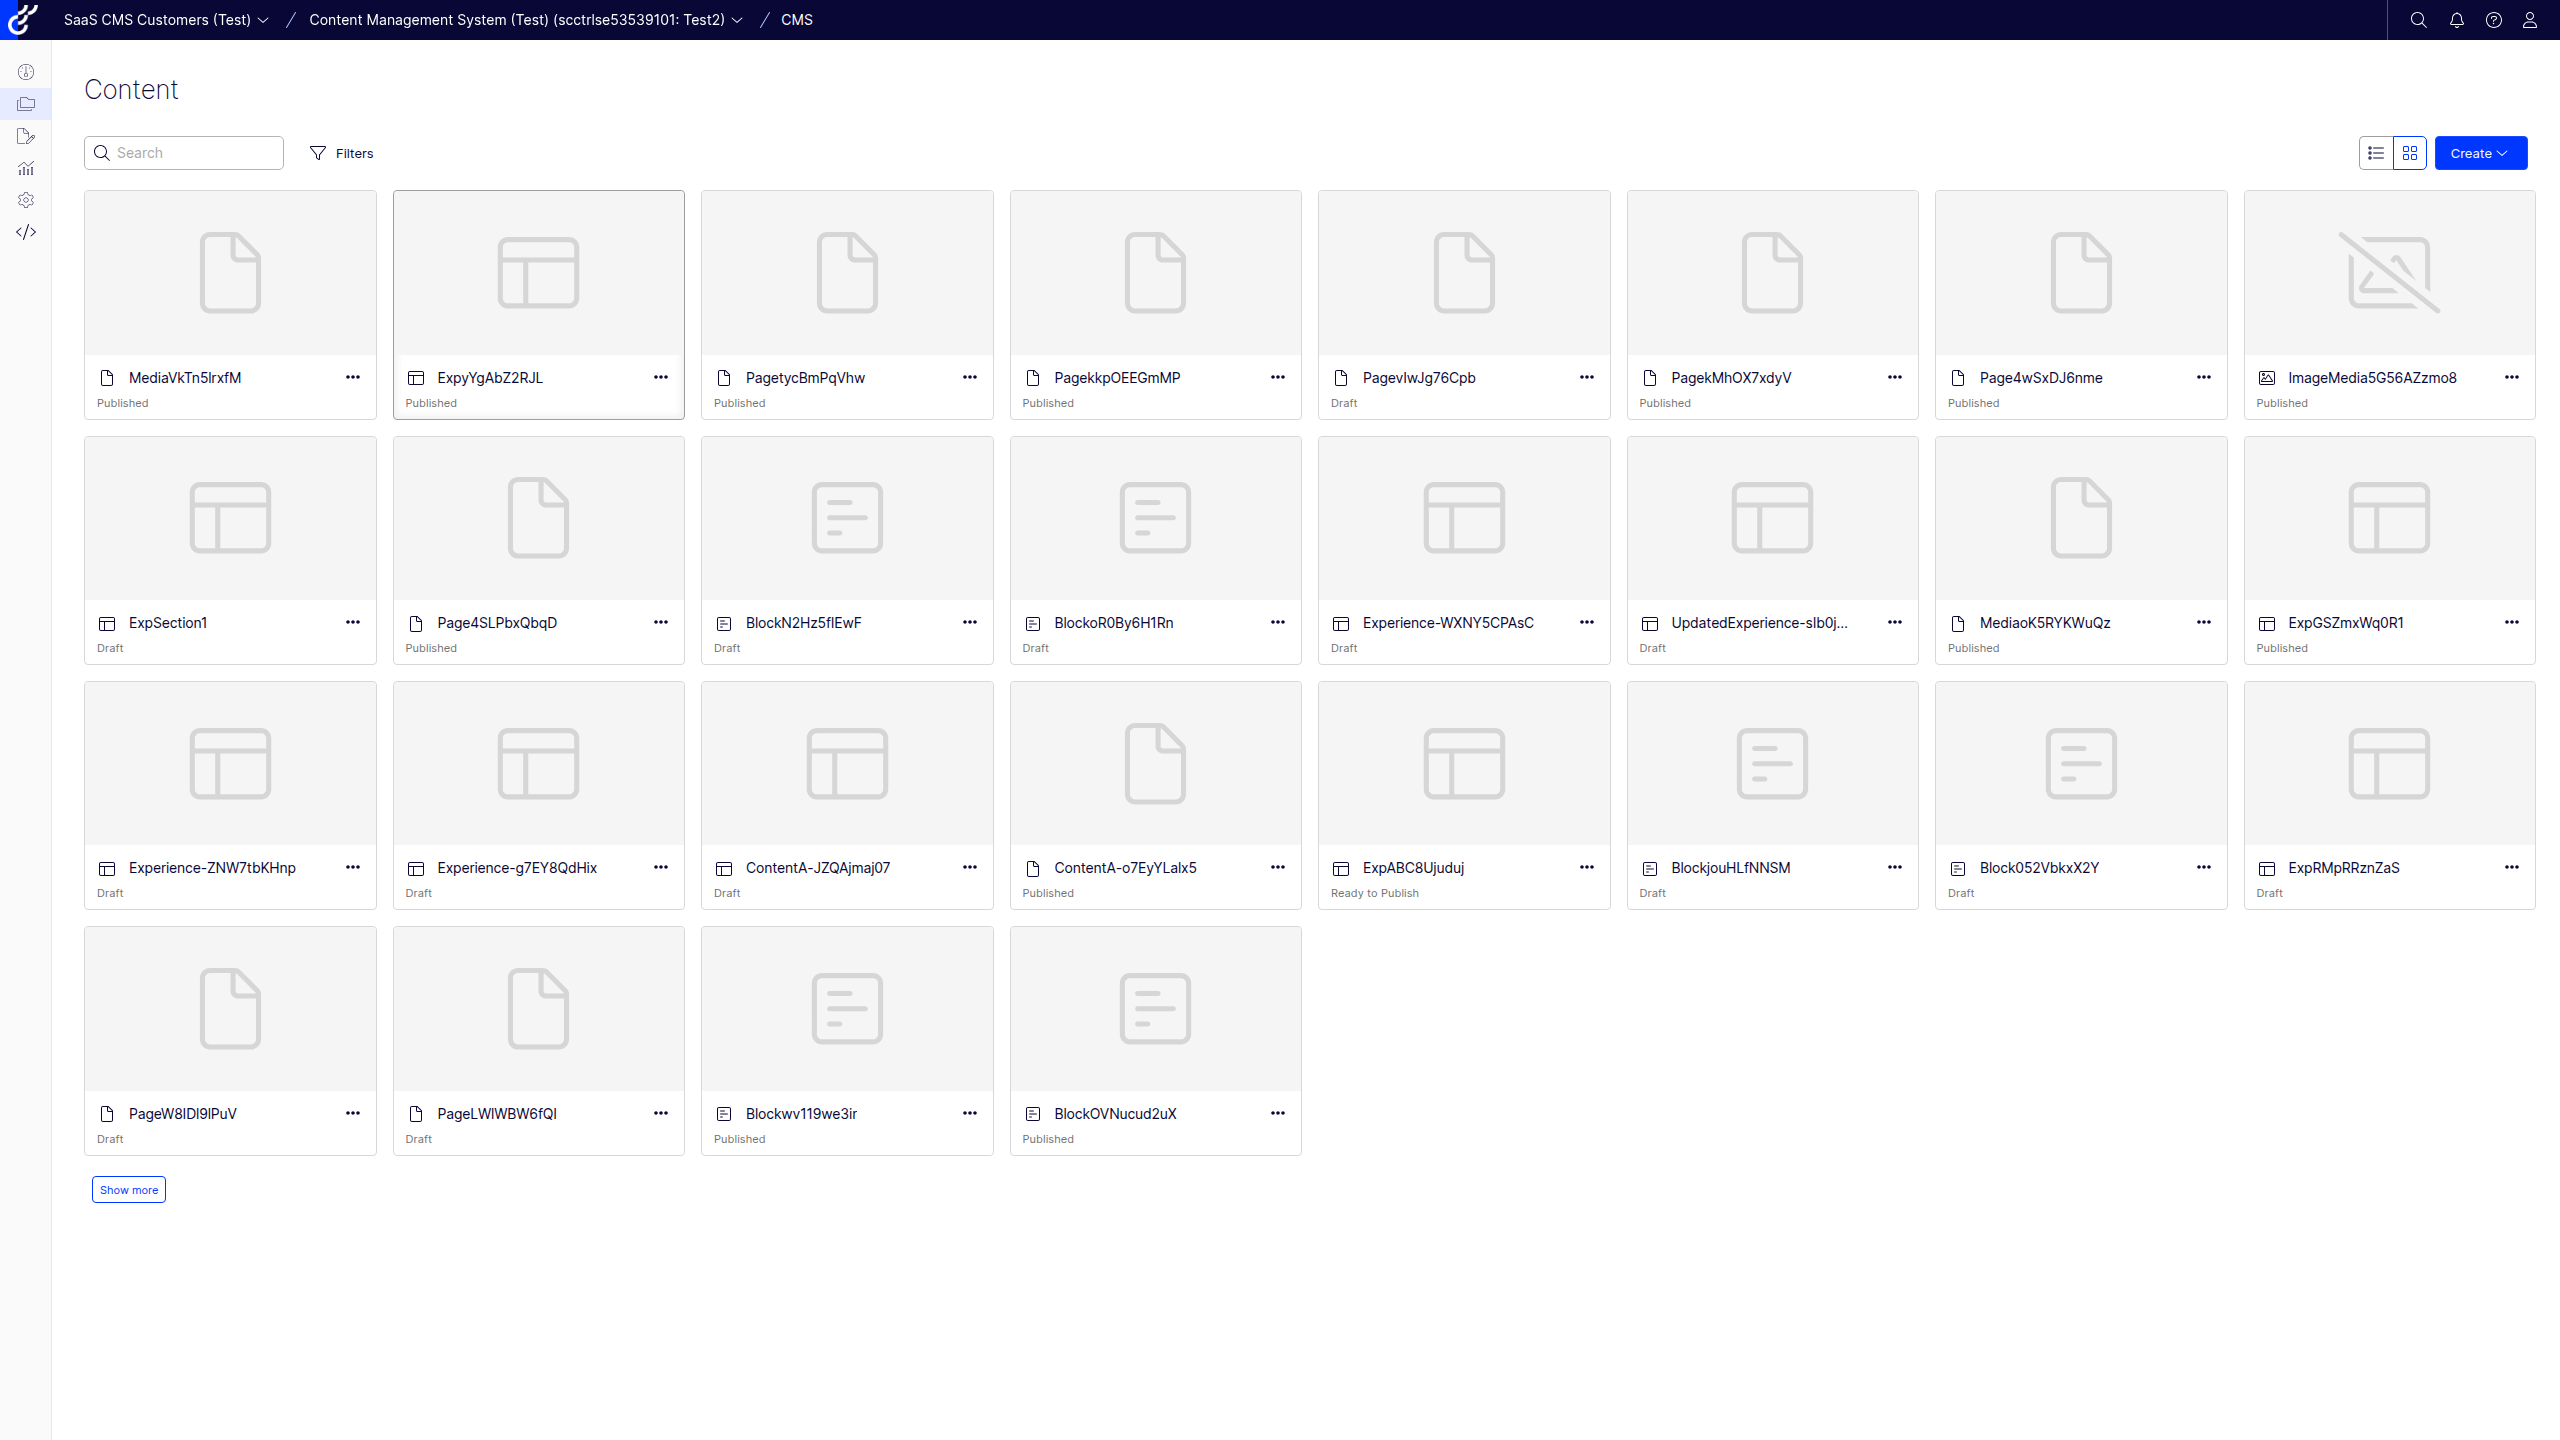 SaaS CMS Customers (Test) / Content Management System (Test) (scctrlse53539101: Test2) / CMS
Content
Search Filters Create
MediaVkTn5lrxfM ExpyYgAbZ2RJL PagetycBmPqVhw PagekkpOEEGmMP PagevlwJg76Cpb PagekMhOX7xdyV Page4wSxDJ6nme ImageMedia5G56AZzmo8
Published Published Published Published Draft Published Published Published
ExpSection1 Page4SLPbxQbqD BlockN2Hz5flEwF BlockoR0By6H1Rn Experience-WXNY5CPAsC UpdatedExperience-slb0j... MediaoK5RYKWuQz ExpGSZmxWq0R1
Draft Published Draft Draft Draft Draft Published Published
Experience-ZNW7tbKHnp Experience-g7EY8QdHix ContentA-JZQAjmaj07 ContentA-o7EyYLalx5 ExpABC8Ujuduj BlockjouHLfNNSM Block052VbkxX2Y ExpRMpRRznZaS
Draft Draft Draft Published Ready to Publish Draft Draft Draft
PageW8IDI9lPuV PageLWlWBW6fQl Blockwv119we3ir BlockOVNucud2uX
Draft Draft Published Published
Show more